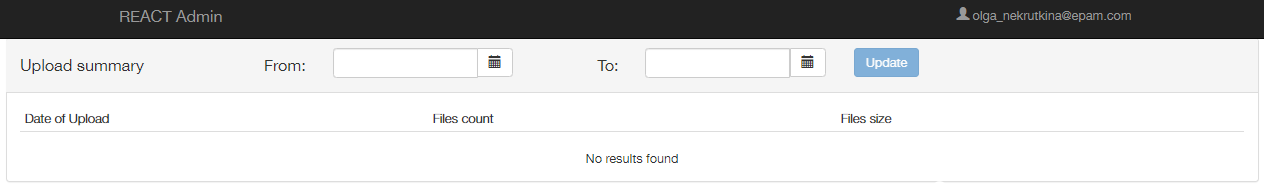 REACT Admin olga_nekrutkina@epam.com
Upload summary From: To: Update
Date of Upload Files count Files size
No results found